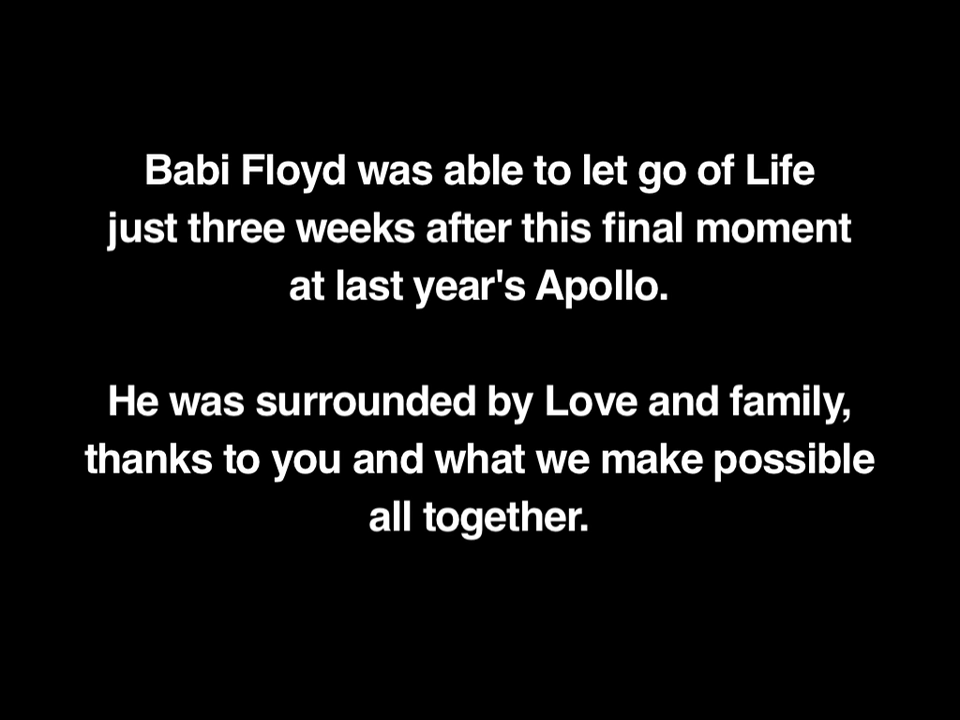 Babi Floyd was able to let go of Life
just three weeks after this final moment
at last year's Apollo.
He was surrounded by Love and family,
thanks to you and what we make possible
all together.